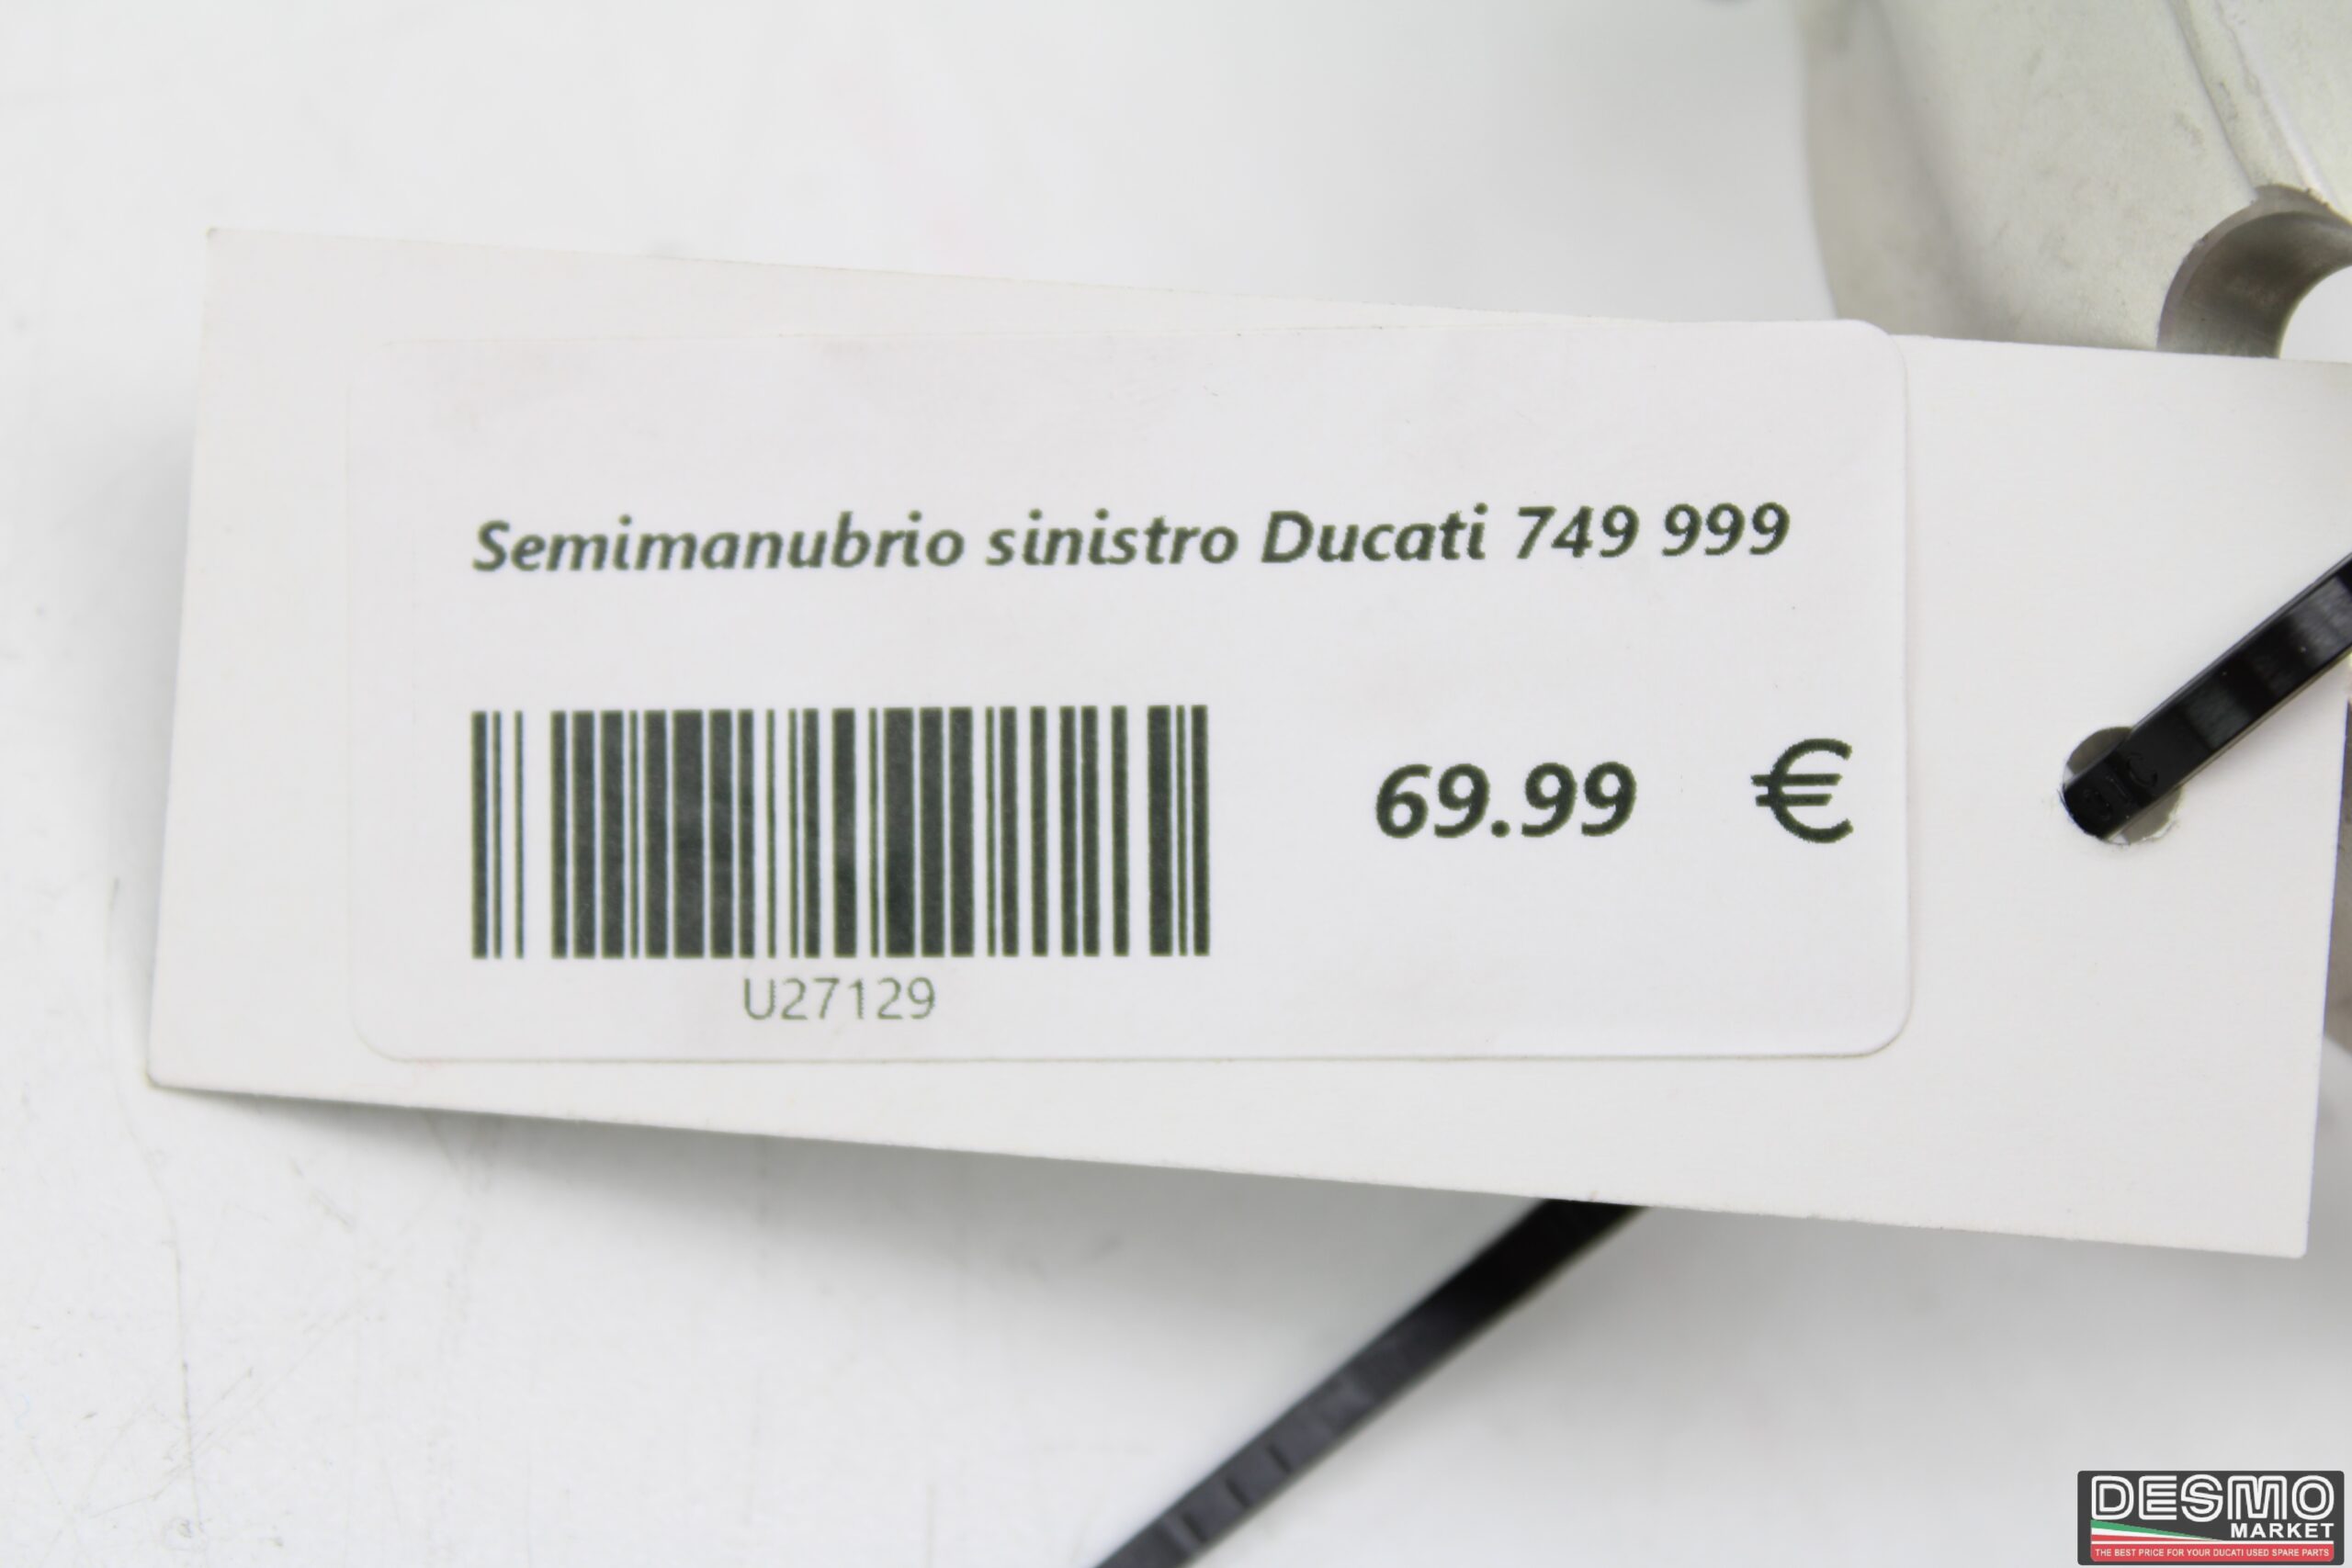 Semimanubrio sinistro Ducati 749 999
69.99 €
U27129
DESMO
MARKET
THE BEST PRICE FOR YOUR DUCATI USED SPARE PARTS